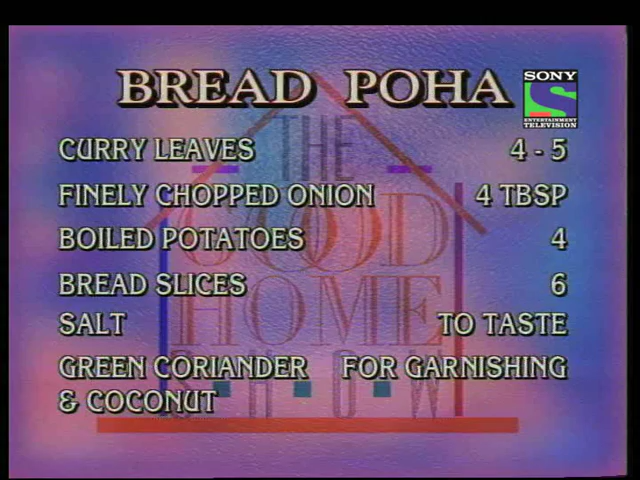 BREAD POHA
SONY
ENTERTAINMENT
TELEVISION
CURRY LEAVES 4 - 5
FINELY CHOPPED ONION 4 TBSP
BOILED POTATOES 4
BREAD SLICES 6
SALT TO TASTE
GREEN CORIANDER FOR GARNISHING
& COCONUT
THE
GOOD
HOME
SHOW